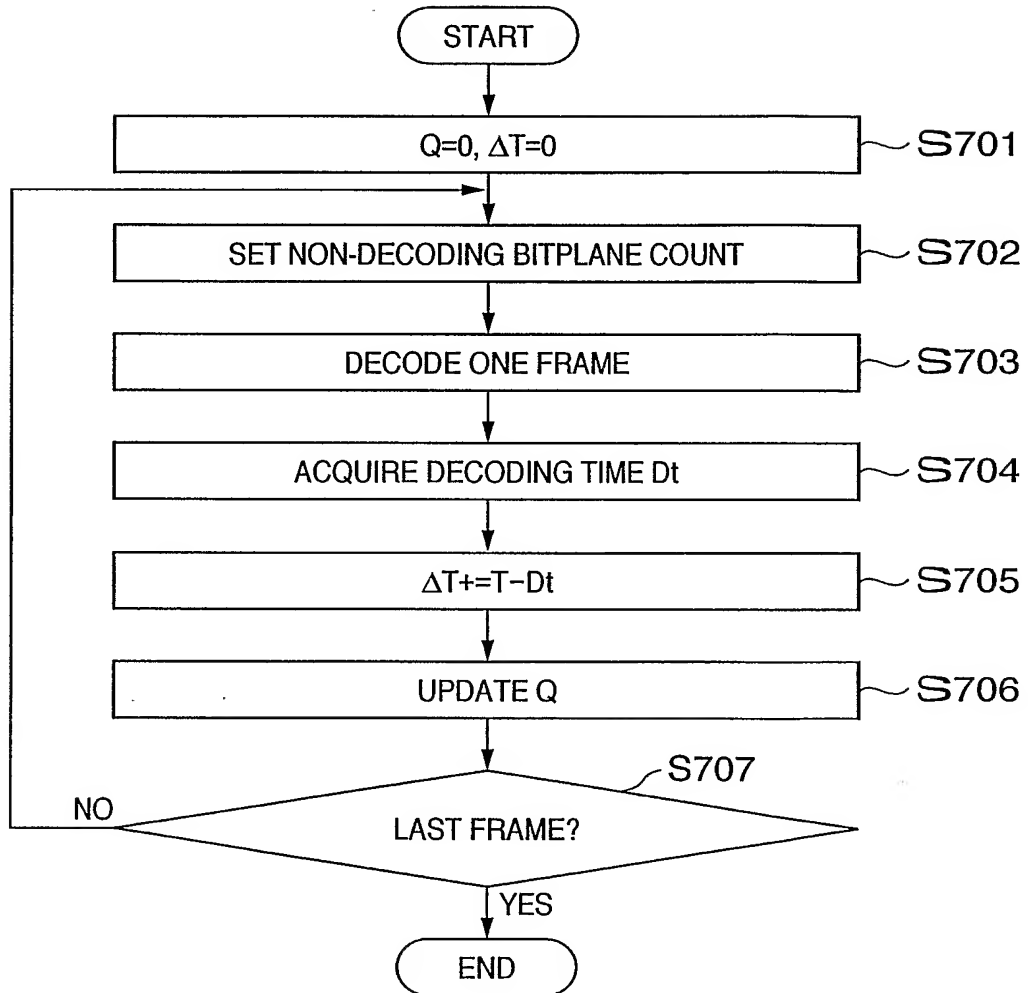 START
Q=0, ΔT=0
S701
SET NON-DECODING BITPLANE COUNT
S702
DECODE ONE FRAME
S703
ACQUIRE DECODING TIME Dt
S704
ΔT+=T−Dt
S705
UPDATE Q
S706
S707
NO
LAST FRAME?
YES
END